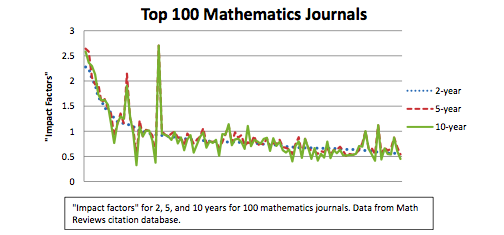 Top 100 Mathematics Journals
3
2.5
2
1.5
1
0.5
0
"Impact Factors"
2-year
5-year
10-year
"Impact factors" for 2, 5, and 10 years for 100 mathematics journals. Data from Math
Reviews citation database.